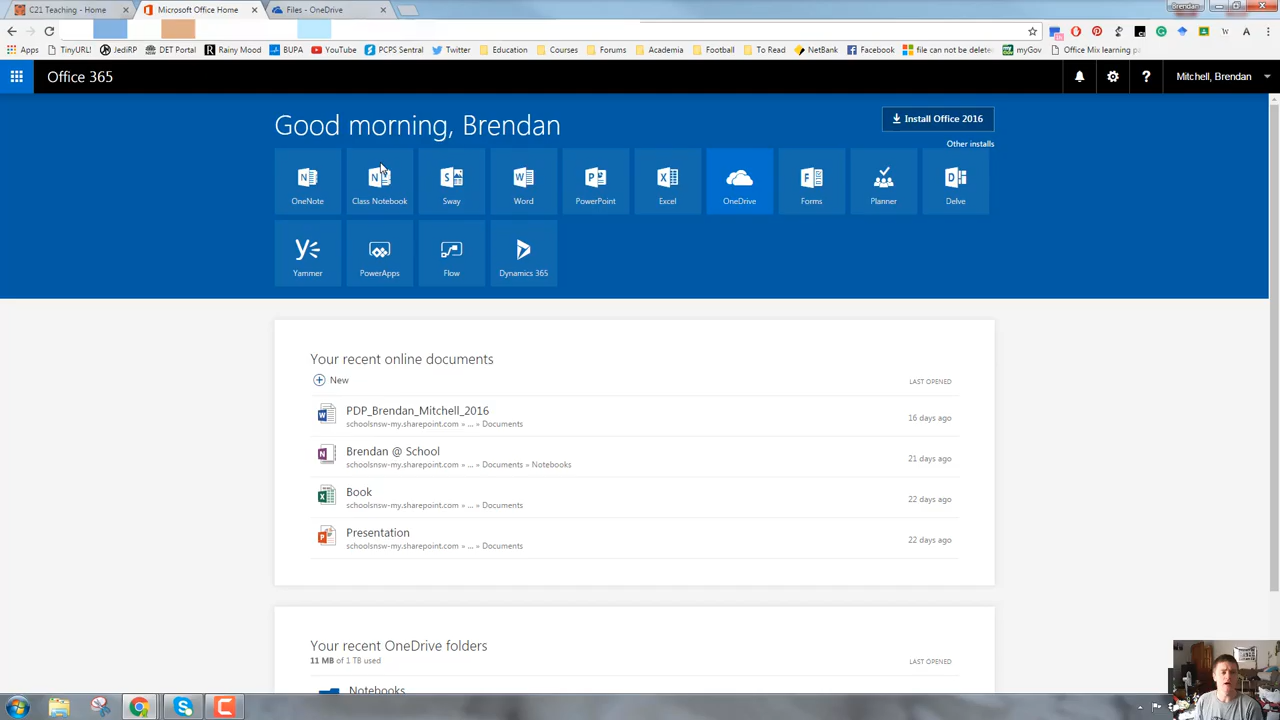 Brendan
C21 Teaching - Home
Microsoft Office Home
Files - OneDrive
Apps
TinyURL!
JediRP
DET Portal
Rainy Mood
BUPA
YouTube
PCPS Sentral
Twitter
Education
Courses
Forums
Academia
Football
To Read
NetBank
Facebook
file can not be delete
myGov
Office Mix learning p
Office 365
?
Mitchell, Brendan
Good morning, Brendan
Install Office 2016
Other installs
OneNote
Class Notebook
Sway
Word
PowerPoint
Excel
OneDrive
Forms
Planner
Delve
Yammer
PowerApps
Flow
Dynamics 365
Your recent online documents
New
LAST OPENED
PDP_Brendan_Mitchell_2016
schoolsnsw-my.sharepoint.com » ... » Documents
16 days ago
Brendan @ School
schoolsnsw-my.sharepoint.com » ... » Documents » Notebooks
21 days ago
Book
schoolsnsw-my.sharepoint.com » ... » Documents
22 days ago
Presentation
schoolsnsw-my.sharepoint.com » ... » Documents
22 days ago
Your recent OneDrive folders
11 MB of 1 TB used
LAST OPENED
Notebooks